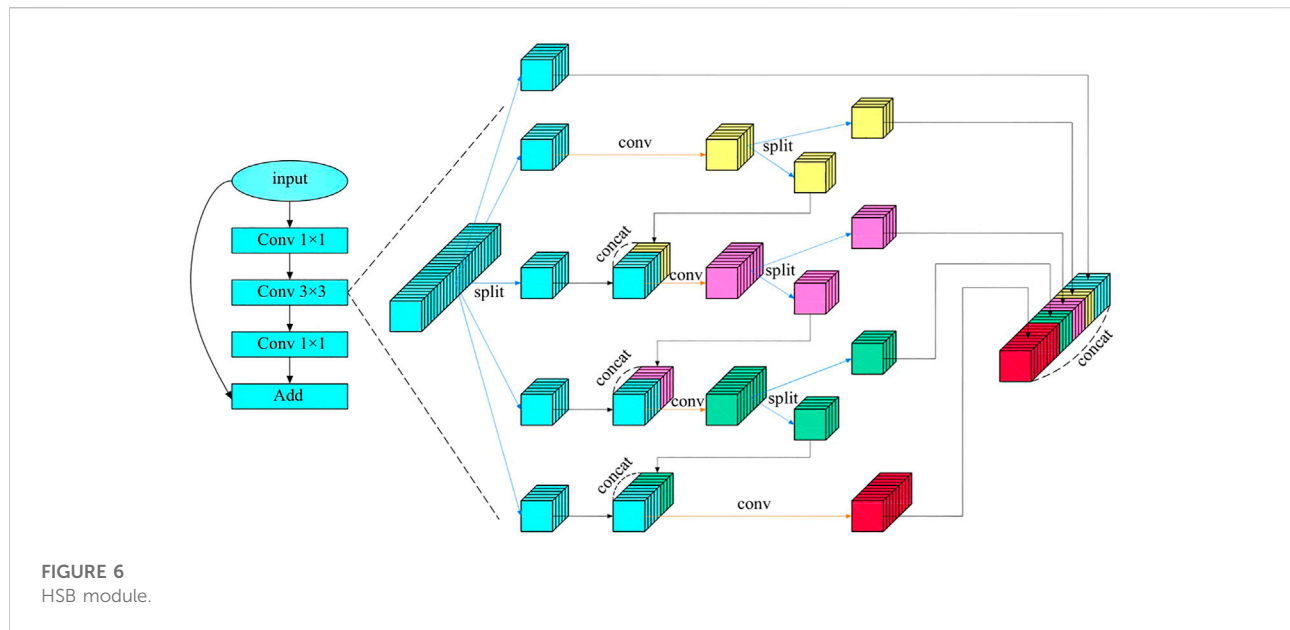 input
Conv 1×1
Conv 3×3
Conv 1×1
Add
split
conv
split
concat
conv
split
concat
conv
split
concat
conv
concat
FIGURE 6
HSB module.